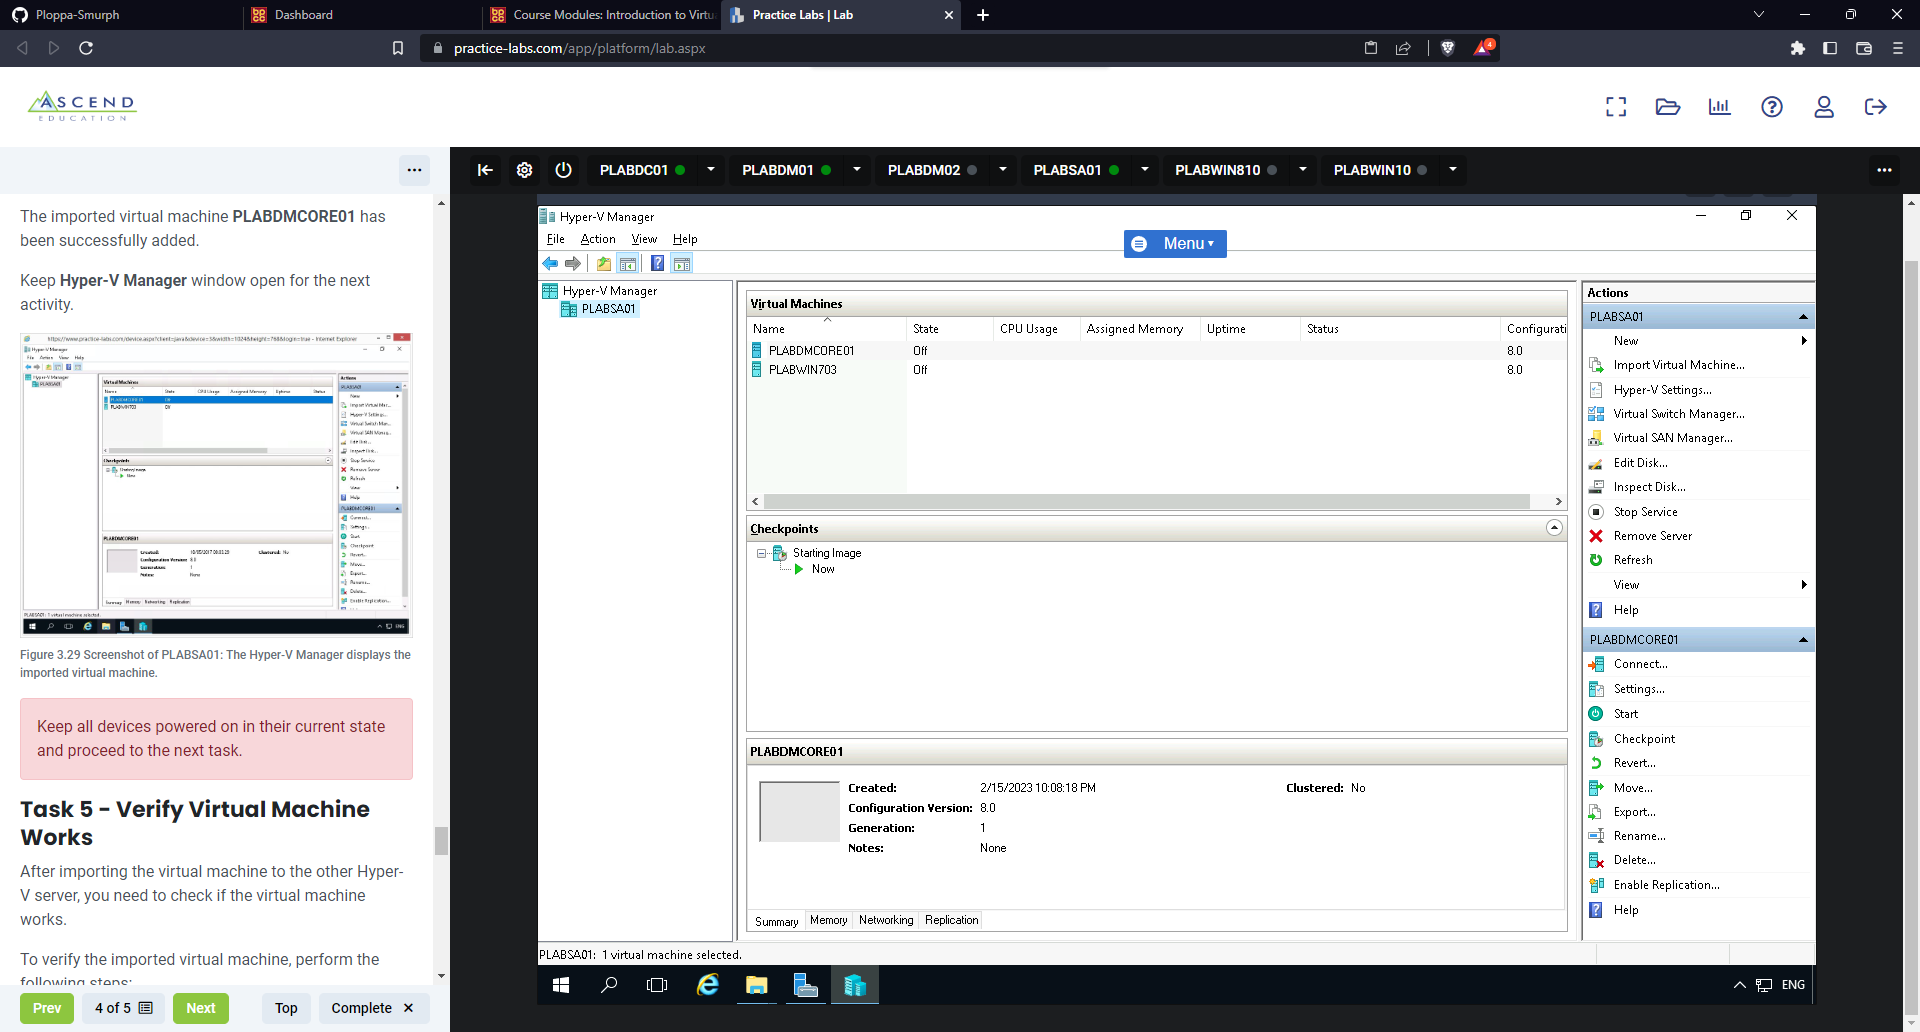 Ploppa-Smurph
Dashboard
Course Modules: Introduction to Virtu
Practice Labs | Lab
practice-labs.com/app/platform/lab.aspx
4
ASCEND
EDUCATION
PLABDC01
PLABDM01
PLABDM02
PLABSA01
PLABWIN810
PLABWIN10
The imported virtual machine PLABDMCORE01 has
been successfully added.
Keep Hyper-V Manager window open for the next
activity.
Figure 3.29 Screenshot of PLABSA01: The Hyper-V Manager displays the
imported virtual machine.
Keep all devices powered on in their current state
and proceed to the next task.
Task 5 - Verify Virtual Machine
Works
After importing the virtual machine to the other Hyper-
V server, you need to check if the virtual machine
works.
To verify the imported virtual machine, perform the
following steps:
Prev
4 of 5
Next
Top
Complete
Hyper-V Manager
File Action View Help
Menu
Hyper-V Manager
PLABSA01
Virtual Machines
Name State CPU Usage Assigned Memory Uptime Status Configurati
PLABDMCORE01 Off 8.0
PLABWIN703 Off 8.0
Checkpoints
Starting Image
Now
PLABDMCORE01
Created: 2/15/2023 10:08:18 PM Clustered: No
Configuration Version: 8.0
Generation: 1
Notes: None
Summary Memory Networking Replication
PLABSA01: 1 virtual machine selected.
Actions
PLABSA01
New
Import Virtual Machine...
Hyper-V Settings...
Virtual Switch Manager...
Virtual SAN Manager...
Edit Disk...
Inspect Disk...
Stop Service
Remove Server
Refresh
View
Help
PLABDMCORE01
Connect...
Settings...
Start
Checkpoint
Revert...
Move...
Export...
Rename...
Delete...
Enable Replication...
Help
ENG